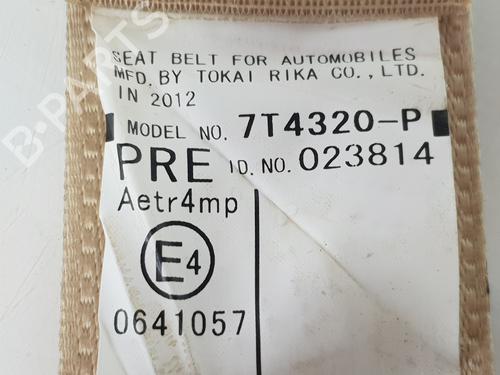 SEAT BELT FOR AUTOMOBILES
MFD. BY TOKAI RIKA CO., LTD.
IN 2012
MODEL NO. 7T4320-P
PRE ID. NO. 023814
Aetr4mp
E4
0641057
B-PARTS
B-PARTS